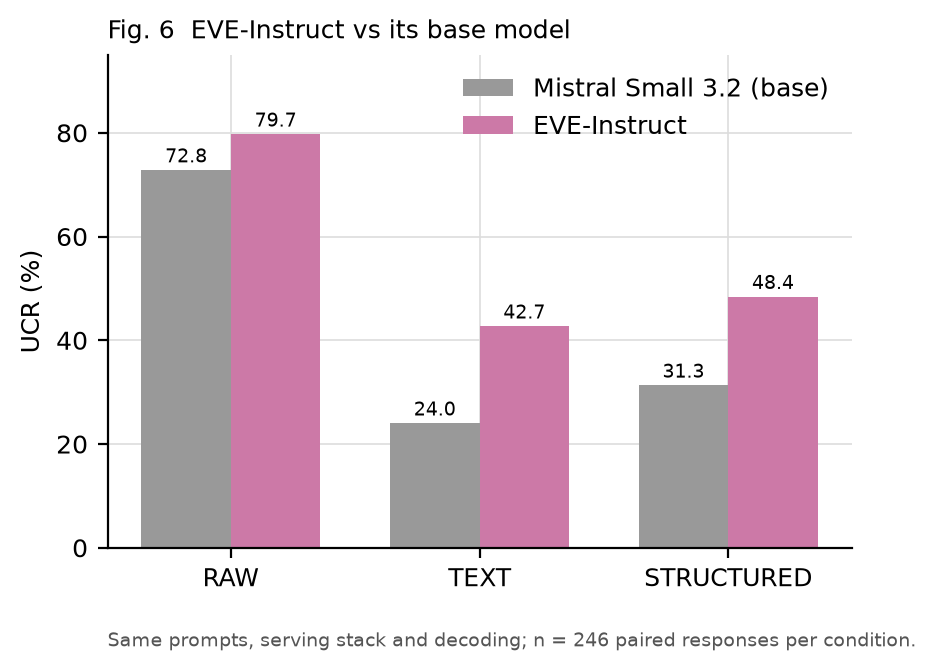 Fig. 6  EVE-Instruct vs its base model
Mistral Small 3.2 (base)
EVE-Instruct
UCR (%)
80
60
40
20
0
72.8
79.7
24.0
42.7
31.3
48.4
RAW
TEXT
STRUCTURED
Same prompts, serving stack and decoding; n = 246 paired responses per condition.